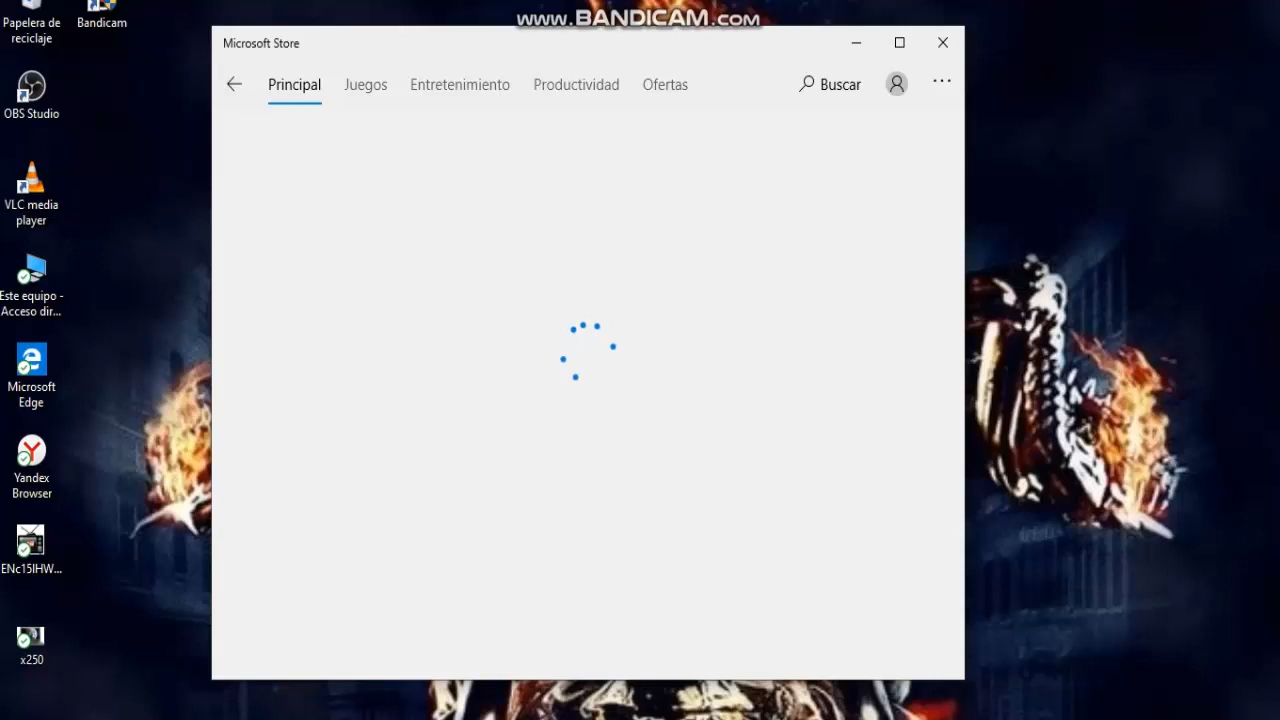 www.BANDICAM.com
Papelera de
reciclaje
Bandicam
OBS Studio
VLC media
player
Este equipo -
Acceso dir...
Microsoft
Edge
Yandex
Browser
ENc15IHW...
x250
Microsoft Store
Principal
Juegos
Entretenimiento
Productividad
Ofertas
Buscar